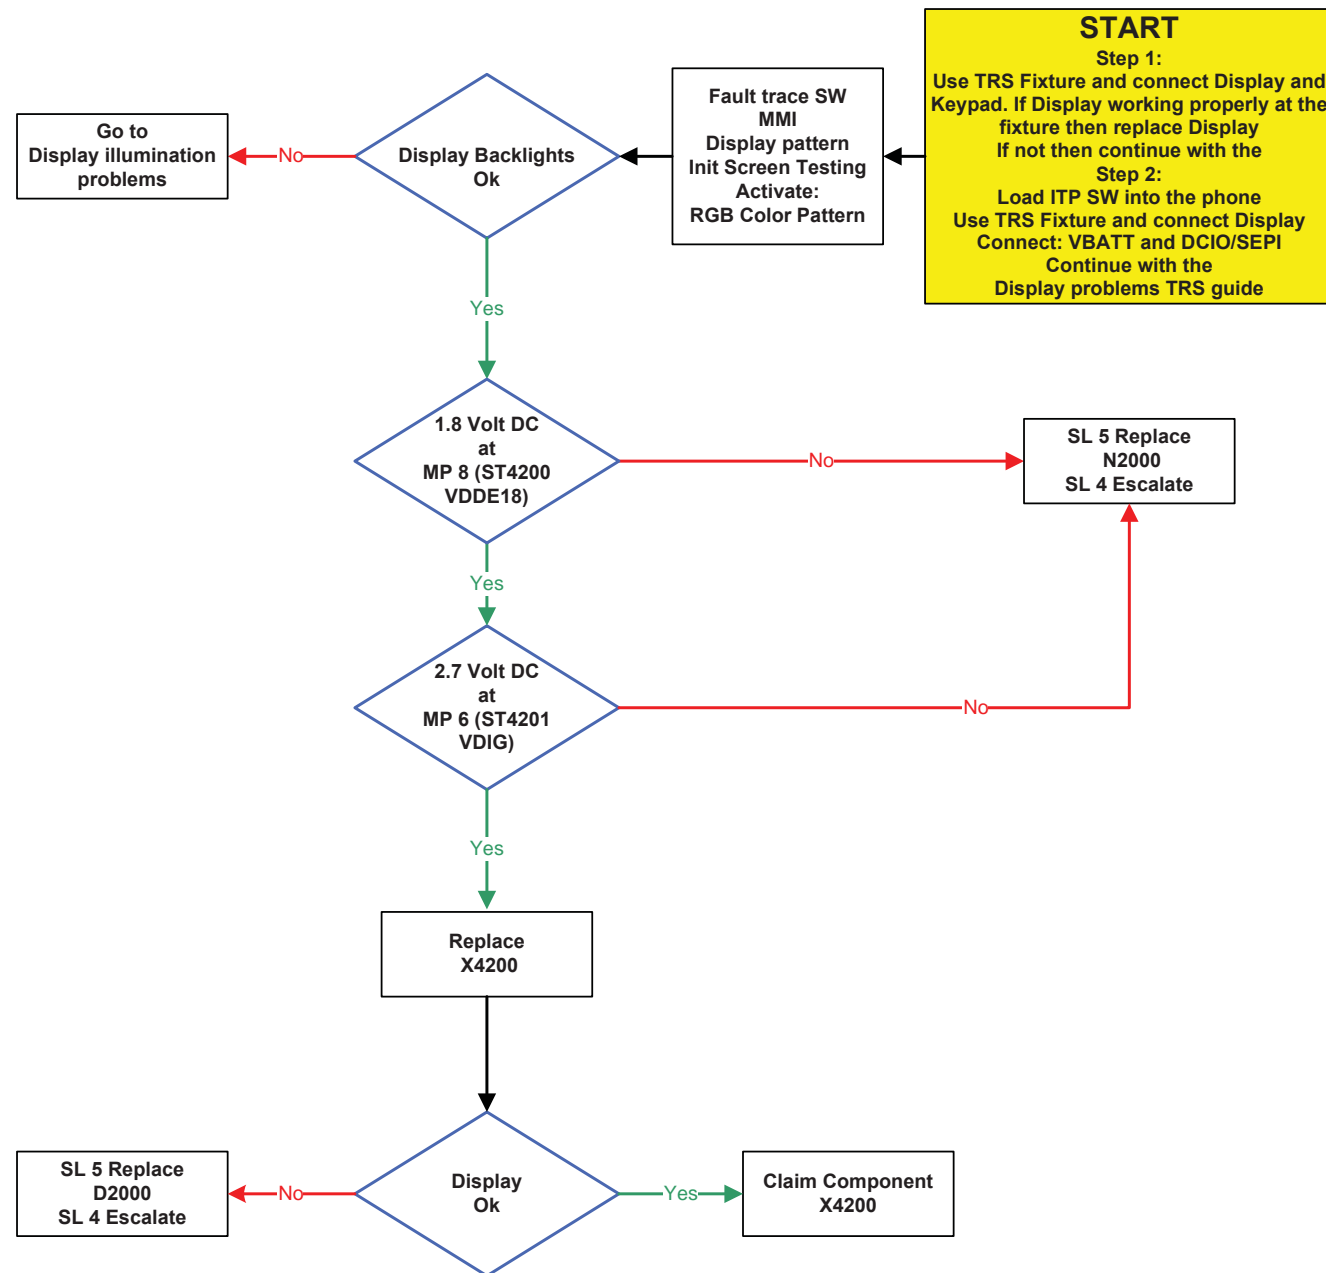 START
Step 1:
Use TRS Fixture and connect Display and
Keypad. If Display working properly at the
fixture then replace Display
If not then continue with the
Step 2:
Load ITP SW into the phone
Use TRS Fixture and connect Display
Connect: VBATT and DCIO/SEPI
Continue with the
Display problems TRS guide
Fault trace SW
MMI
Display pattern
Init Screen Testing
Activate:
RGB Color Pattern
Display Backlights
Ok
No
Go to
Display illumination
problems
Yes
1.8 Volt DC
at
MP 8 (ST4200
VDDE18)
No
SL 5 Replace
N2000
SL 4 Escalate
Yes
2.7 Volt DC
at
MP 6 (ST4201
VDIG)
No
Yes
Replace
X4200
Display
Ok
No
SL 5 Replace
D2000
SL 4 Escalate
Yes
Claim Component
X4200